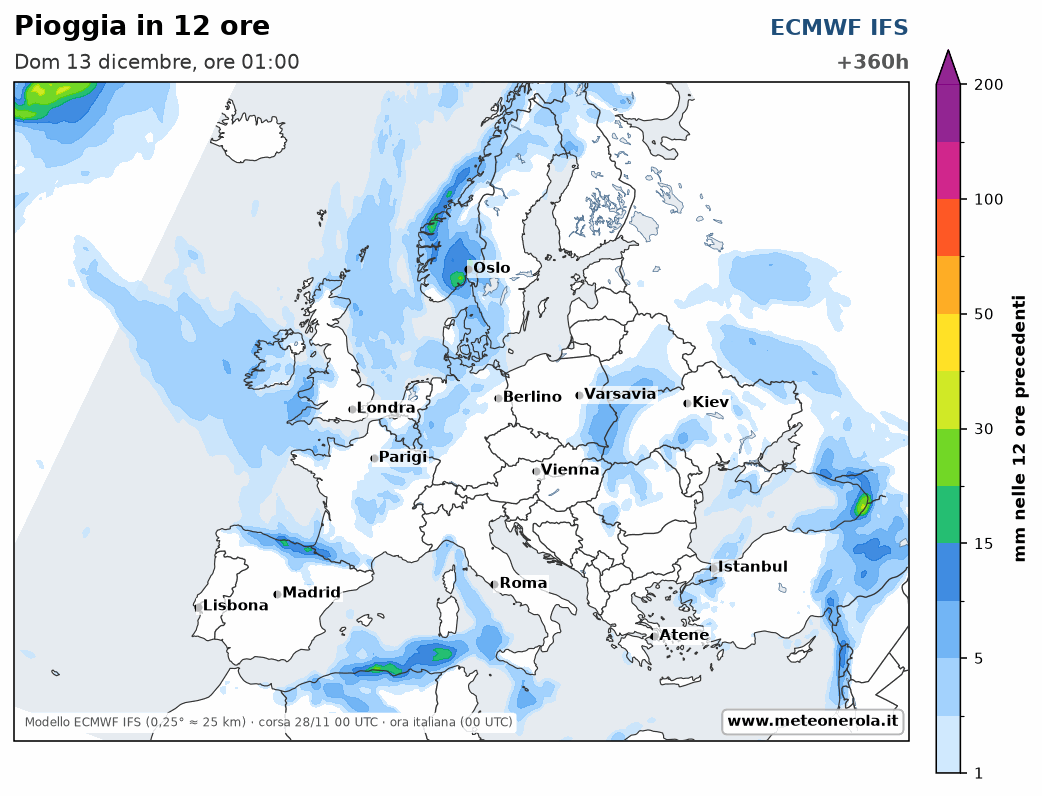 Pioggia in 12 ore
ECMWF IFS
Dom 13 dicembre, ore 01:00
+360h
200
100
50
30
15
5
1
mm nelle 12 ore precedenti
Oslo
Berlino
Varsavia
Kiev
Londra
Parigi
Vienna
Istanbul
Roma
Madrid
Lisbona
Atene
Modello ECMWF IFS (0,25° ≈ 25 km) · corsa 28/11 00 UTC · ora italiana (00 UTC)
www.meteonerola.it